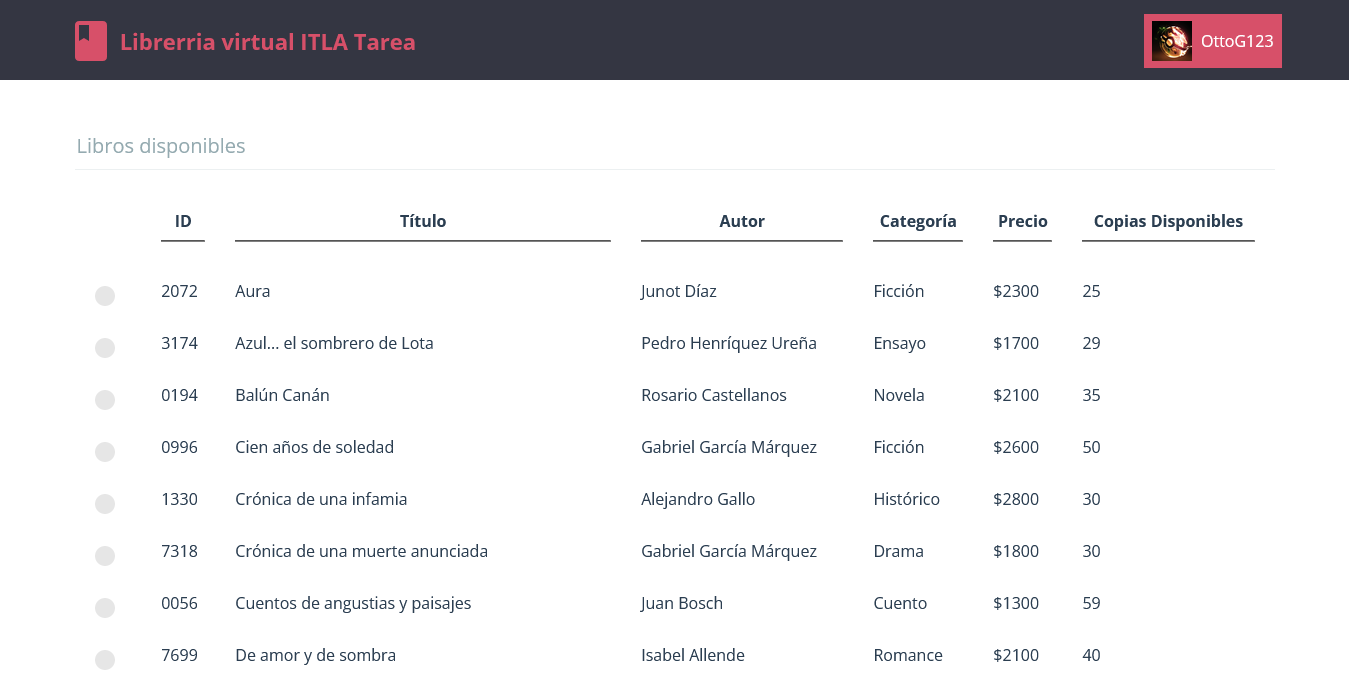 Librerria virtual ITLA Tarea
OttoG123
Libros disponibles
ID Título Autor Categoría Precio Copias Disponibles
2072 Aura Junot Díaz Ficción $2300 25
3174 Azul... el sombrero de Lota Pedro Henríquez Ureña Ensayo $1700 29
0194 Balún Canán Rosario Castellanos Novela $2100 35
0996 Cien años de soledad Gabriel García Márquez Ficción $2600 50
1330 Crónica de una infamia Alejandro Gallo Histórico $2800 30
7318 Crónica de una muerte anunciada Gabriel García Márquez Drama $1800 30
0056 Cuentos de angustias y paisajes Juan Bosch Cuento $1300 59
7699 De amor y de sombra Isabel Allende Romance $2100 40